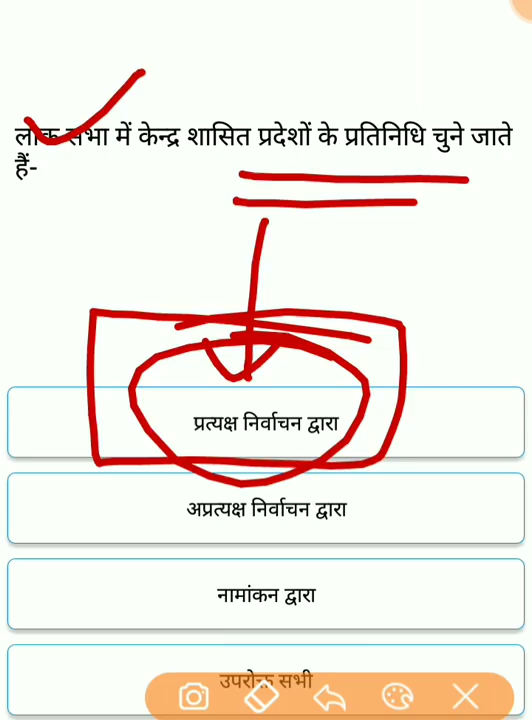 लोक सभा में केन्द्र शासित प्रदेशों के प्रतिनिधि चुने जाते
हैं-
प्रत्यक्ष निर्वाचन द्वारा
अप्रत्यक्ष निर्वाचन द्वारा
नामांकन द्वारा
उपरोक्त सभी